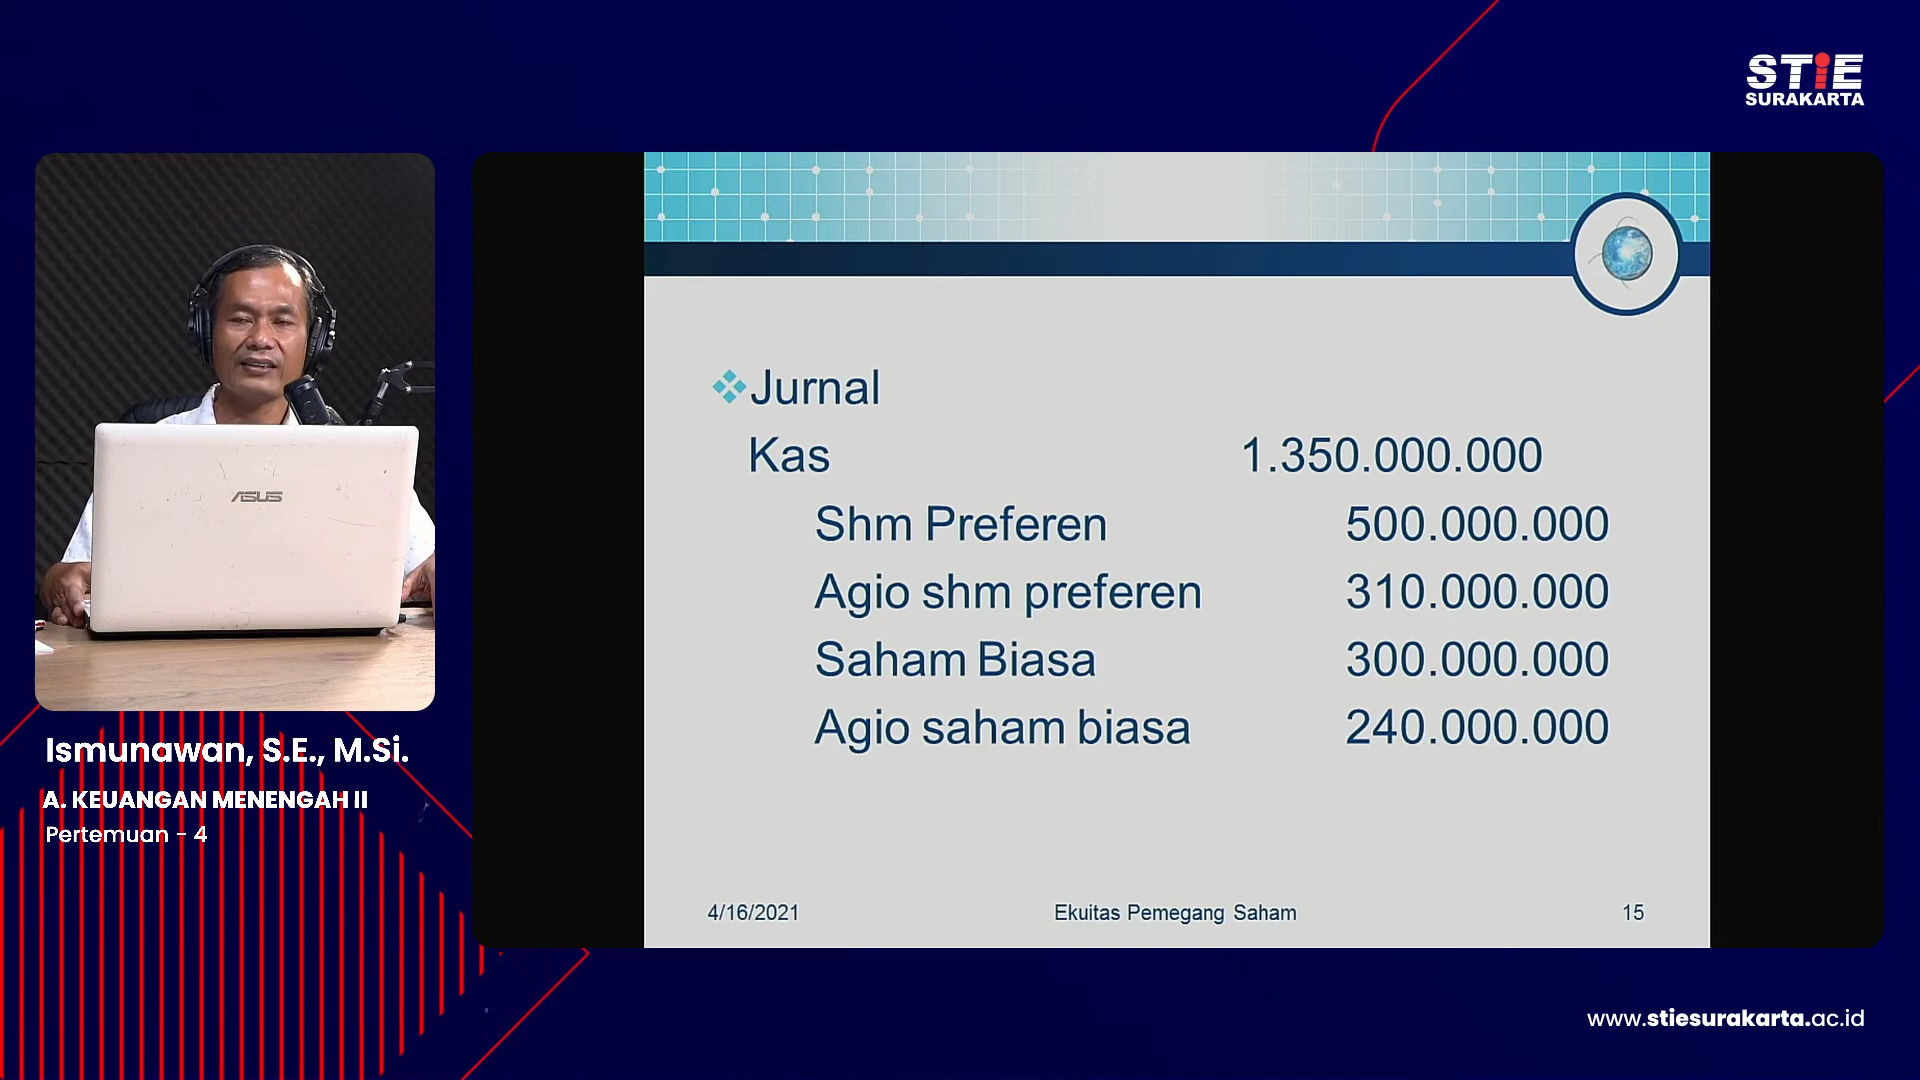 STiE
SURAKARTA
Jurnal
Kas 1.350.000.000
Shm Preferen 500.000.000
Agio shm preferen 310.000.000
Saham Biasa 300.000.000
Agio saham biasa 240.000.000
4/16/2021 Ekuitas Pemegang Saham 15
ASUS
Ismunawan, S.E., M.Si.
A. KEUANGAN MENENGAH II
Pertemuan - 4
www.stiesurakarta.ac.id